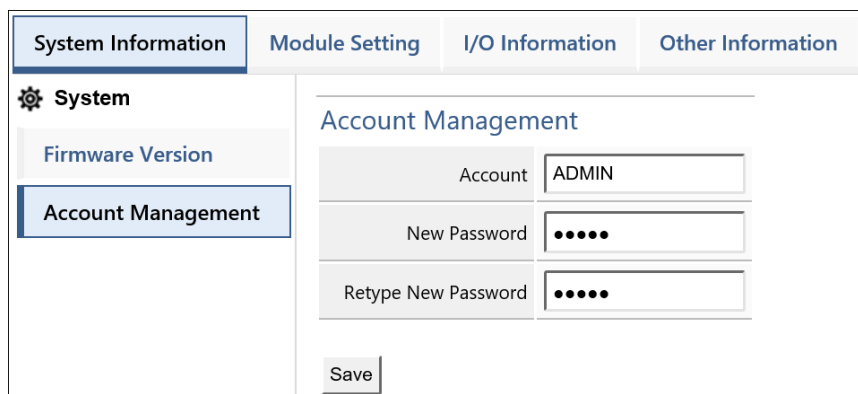 System Information Module Setting I/O Information Other Information
System
Firmware Version
Account Management
Account Management
Account ADMIN
New Password •••••
Retype New Password •••••
Save